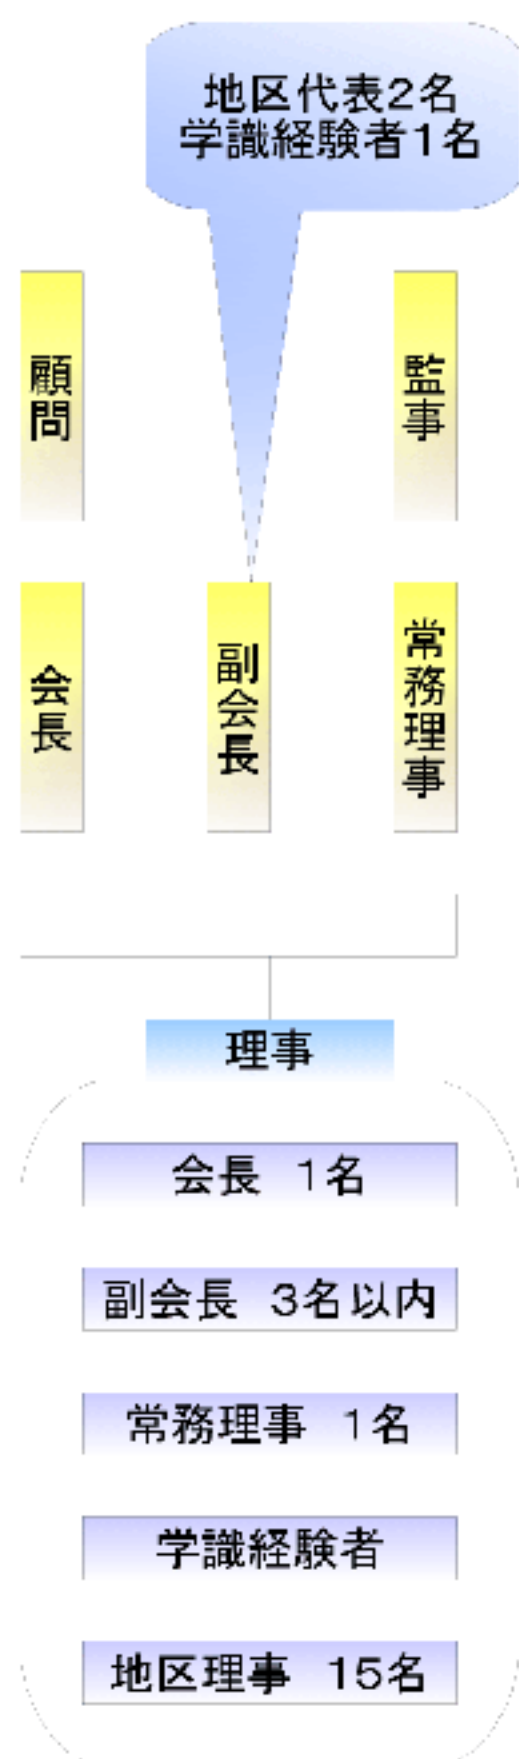 地区代表2名
学識経験者1名
顧問
監事
会長
副会長
常務理事
理事
会長　1名
副会長　3名以内
常務理事　1名
学識経験者
地区理事　15名